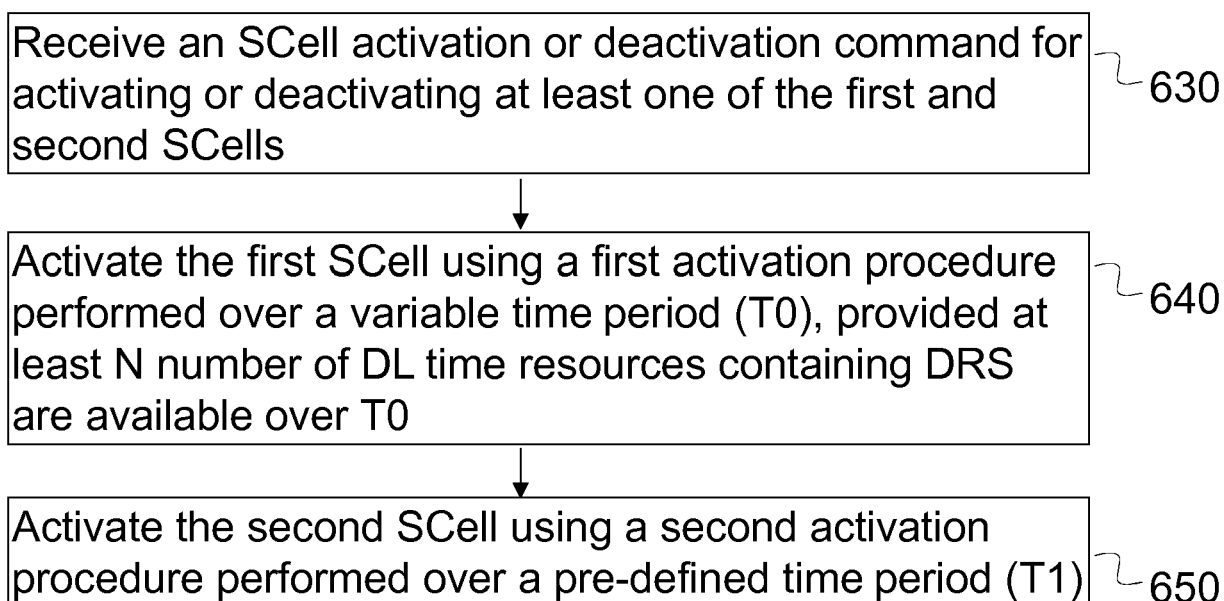 Receive an SCell activation or deactivation command for
activating or deactivating at least one of the first and
second SCells
630
Activate the first SCell using a first activation procedure
performed over a variable time period (T0), provided at
least N number of DL time resources containing DRS
are available over T0
640
Activate the second SCell using a second activation
procedure performed over a pre-defined time period (T1)
650